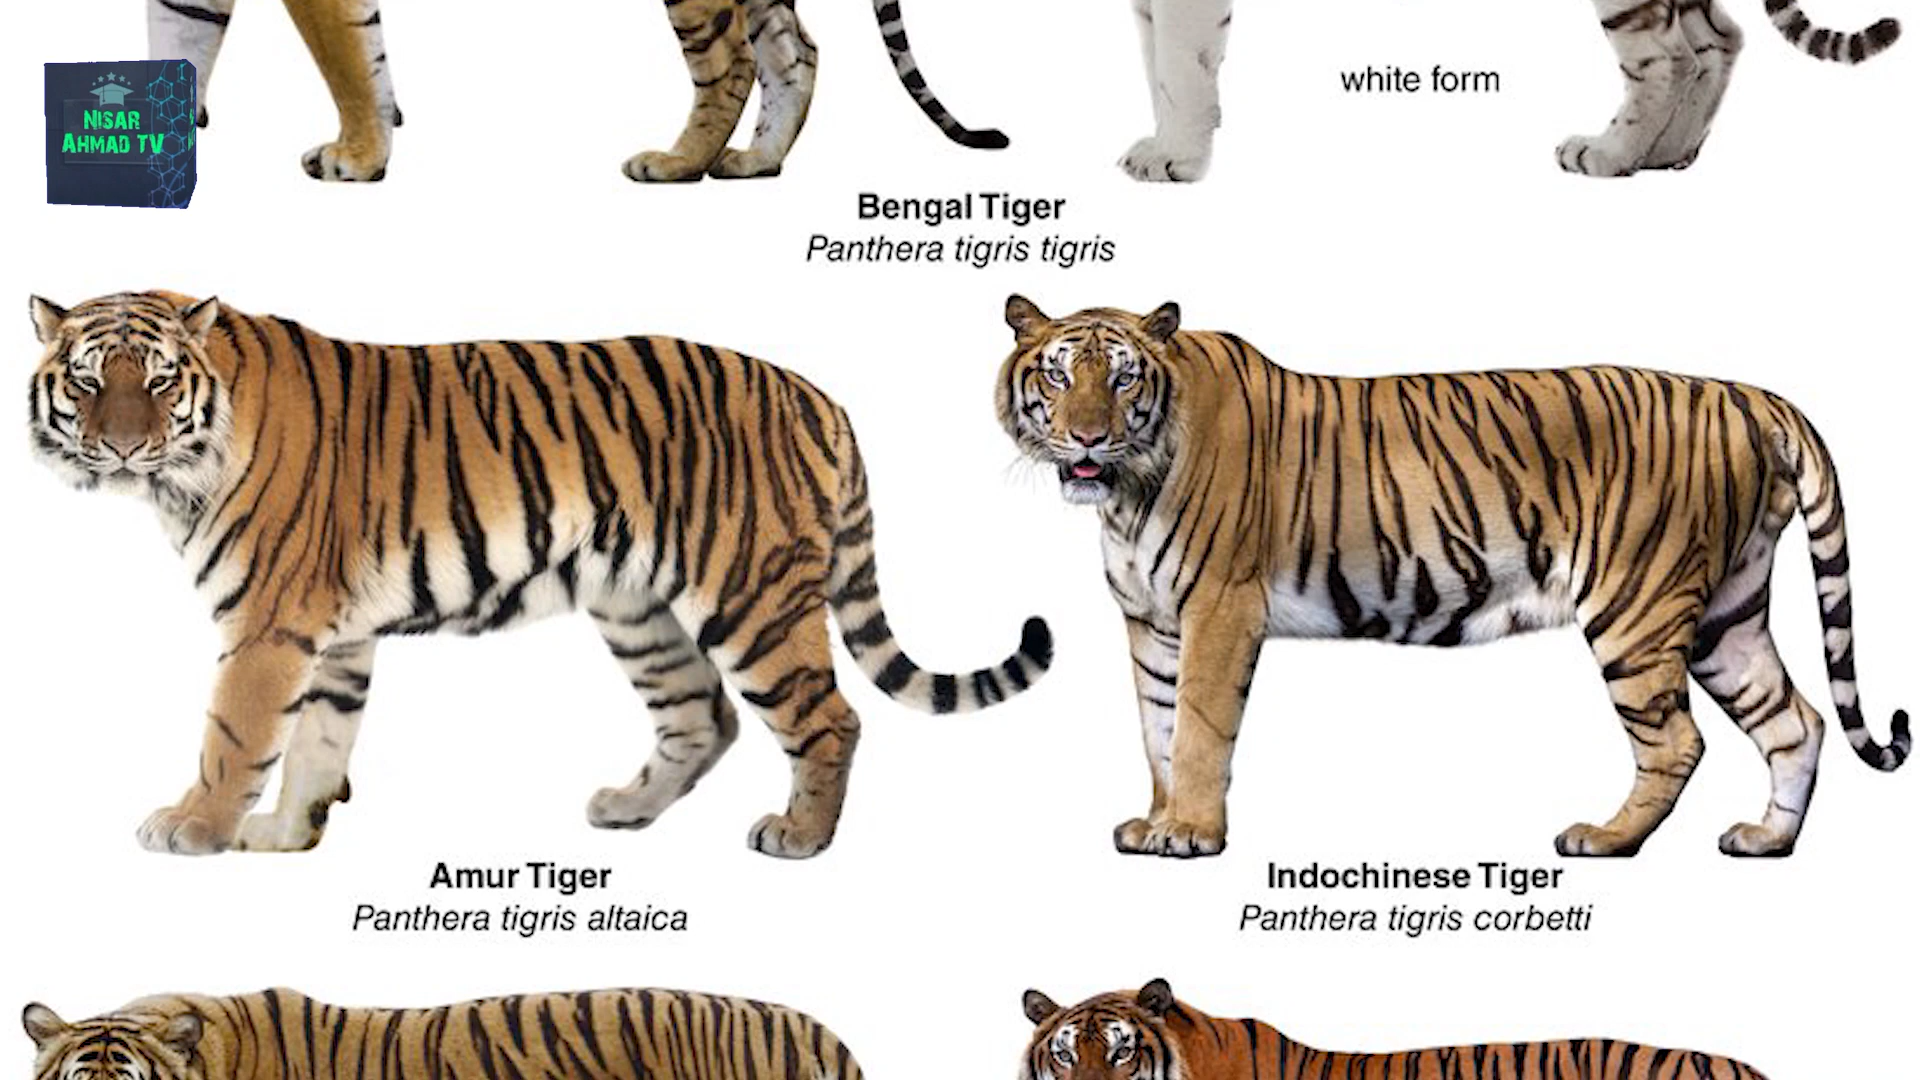 NISAR
AHMAD TV
white form
Bengal Tiger
Panthera tigris tigris
Amur Tiger
Panthera tigris altaica
Indochinese Tiger
Panthera tigris corbetti